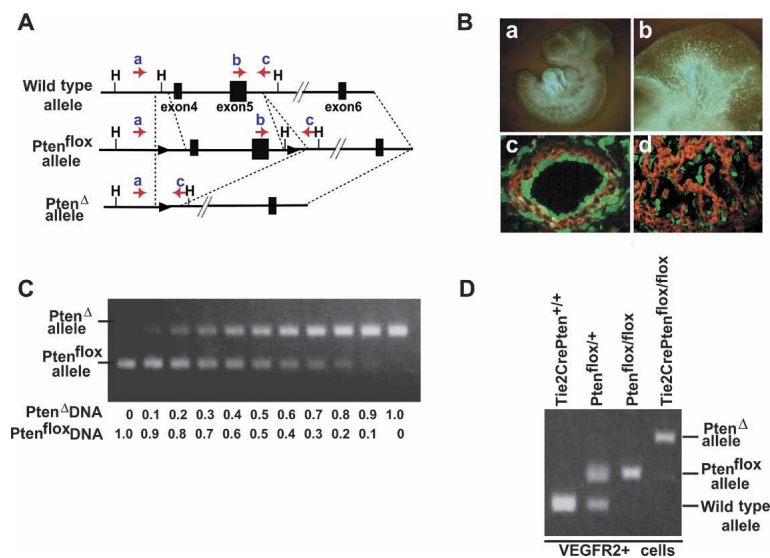 A
a b c
H H H
Wild type allele
exon4 exon5 exon6
Pten^flox allele
H a b H c H
Pten^Δ allele
H a c H
B
a b
c d
C
Pten^Δ allele
Pten^flox allele
Pten^Δ DNA 0 0.1 0.2 0.3 0.4 0.5 0.6 0.7 0.8 0.9 1.0
Pten^flox DNA 1.0 0.9 0.8 0.7 0.6 0.5 0.4 0.3 0.2 0.1 0
D
Tie2CrePten^+/+
Pten^flox/+
Pten^flox/flox
Tie2CrePten^flox/flox
Pten^Δ allele
Pten^flox allele
Wild type allele
VEGFR2+ cells